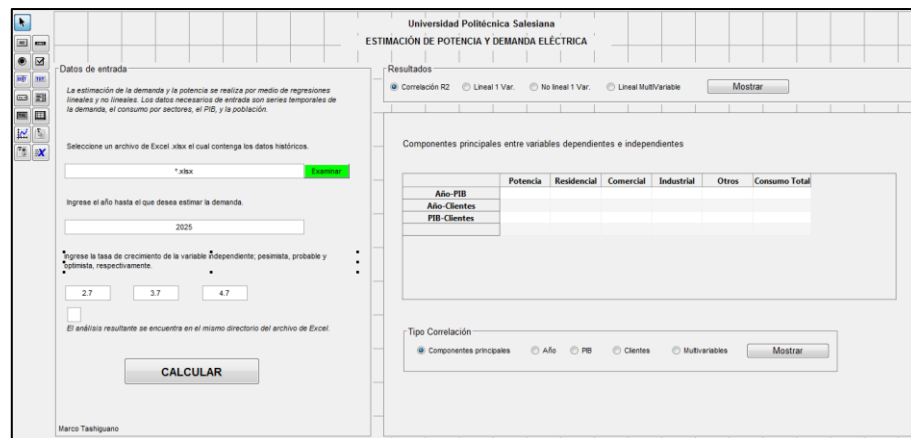 Universidad Politécnica Salesiana
ESTIMACIÓN DE POTENCIA Y DEMANDA ELÉCTRICA
Datos de entrada
La estimación de la demanda y la potencia se realiza por medio de regresiones
lineales y no lineales. Los datos necesarios de entrada son series temporales de
la demanda, el consumo por sectores, el PIB, y la población.
Seleccione un archivo de Excel .xlsx el cual contenga los datos históricos.
*.xlsx Examinar
Ingrese el año hasta el que desea estimar la demanda.
2025
Ingrese la tasa de crecimiento de la variable independiente; pesimista, probable y
optimista, respectivamente.
2.7 3.7 4.7
El análisis resultante se encuentra en el mismo directorio del archivo de Excel.
CALCULAR
Marco Tashiguano
Resultados
Correlación R2 Lineal 1 Var. No lineal 1 Var. Lineal MultiVariable Mostrar
Componentes principales entre variables dependientes e independientes
Potencia Residencial Comercial Industrial Otros Consumo Total
Año-PIB
Año-Clientes
PIB-Clientes
Tipo Correlación
Componentes principales Año PIB Clientes Multivariables Mostrar